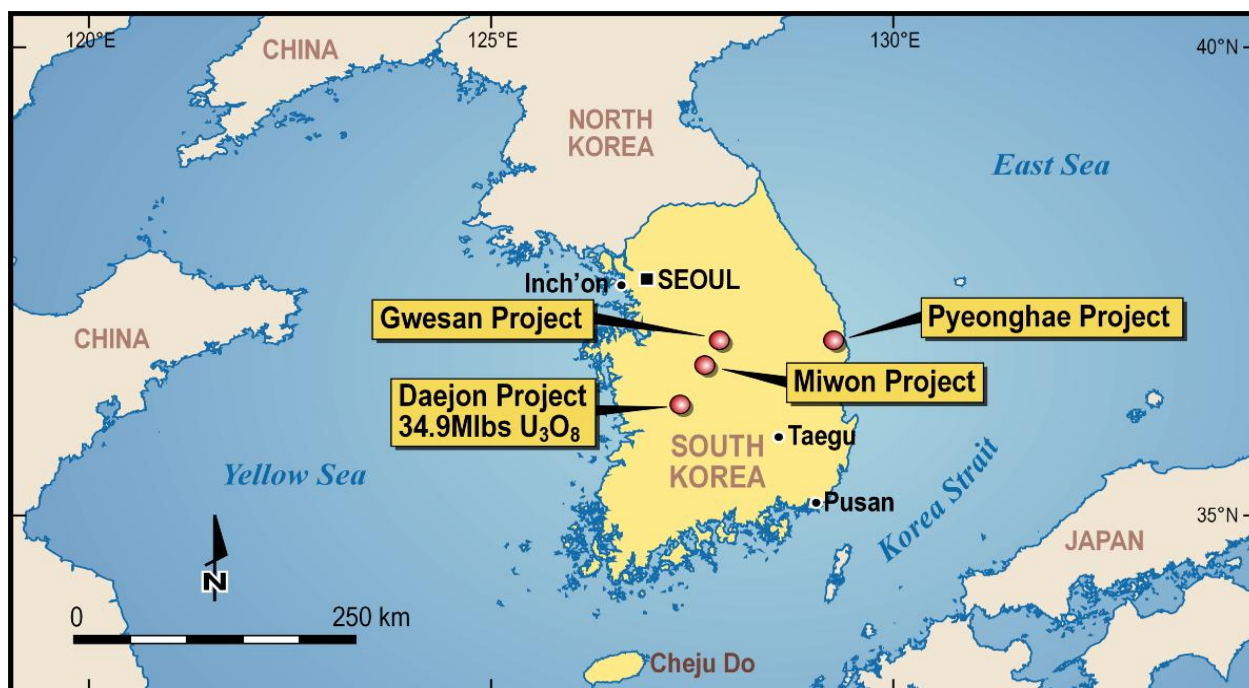 120°E
125°E
130°E
40°N
CHINA
NORTH
KOREA
East Sea
Inch'on
SEOUL
Gwesan Project
Pyeonghae Project
CHINA
Miwon Project
Daejon Project
34.9Mlbs U₃O₈
Taegu
SOUTH
KOREA
Yellow Sea
Pusan
Korea Strait
35°N
JAPAN
N
0 250 km
Cheju Do